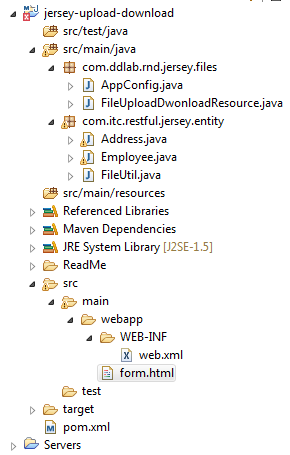 jersey-upload-download
src/test/java
src/main/java
com.ddlab.rnd.jersey.files
AppConfig.java
FileUploadDwonloadResource.java
com.itc.restful.jersey.entity
Address.java
Employee.java
FileUtil.java
src/main/resources
Referenced Libraries
Maven Dependencies
JRE System Library [J2SE-1.5]
ReadMe
src
main
webapp
WEB-INF
web.xml
form.html
test
target
pom.xml
Servers